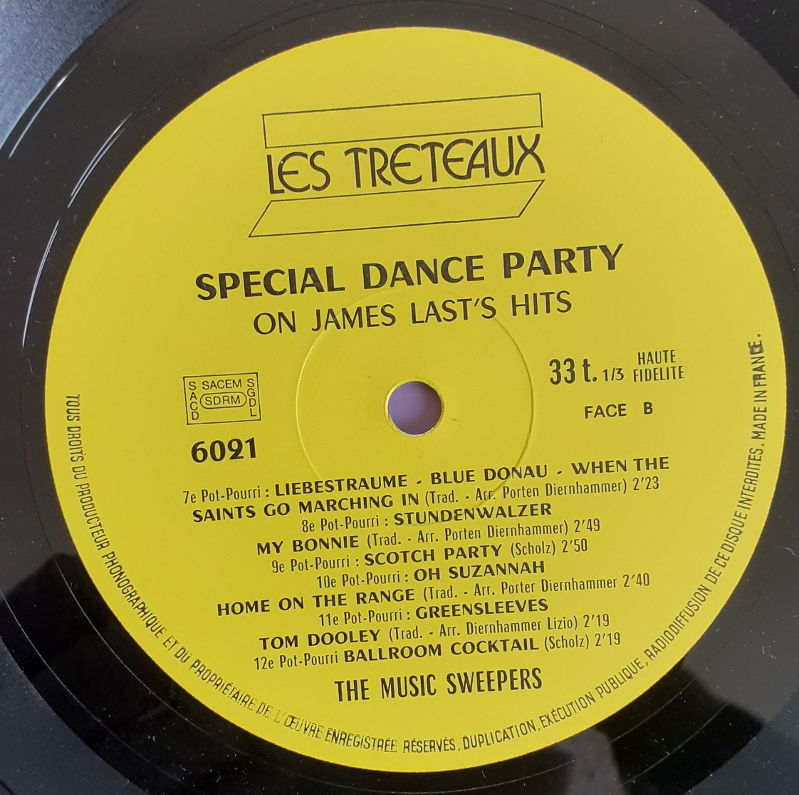 LES TRETEAUX
SPECIAL DANCE PARTY
ON JAMES LAST'S HITS
SACEM
SACD
SDRM
SGDL
6021
33 t. 1/3 HAUTE
FIDELITE
FACE B
7e Pot-Pourri : LIEBESTRAUME - BLUE DONAU - WHEN THE
SAINTS GO MARCHING IN (Trad. - Arr. Porten Diernhammer) 2'23
8e Pot-Pourri : STUNDENWALZER
MY BONNIE (Trad. - Arr. Porten Diernhammer) 2'49
9e Pot-Pourri : SCOTCH PARTY (Scholz) 2'50
10e Pot-Pourri : OH SUZANNAH
HOME ON THE RANGE (Trad. - Arr. Porter Diernhammer 2'40
11e Pot-Pourri : GREENSLEEVES
TOM DOOLEY (Trad. - Arr. Diernhammer Lizio) 2'19
12e Pot-Pourri BALLROOM COCKTAIL (Scholz) 2'19
THE MUSIC SWEEPERS
TOUS DROITS DU PRODUCTEUR PHONOGRAPHIQUE ET DU PROPRIÉTAIRE DE L'ŒUVRE ENREGISTRÉE RÉSERVÉS, DUPLICATION, EXÉCUTION PUBLIQUE, RADIODIFFUSION DE CE DISQUE INTERDITES. MADE IN FRANCE.